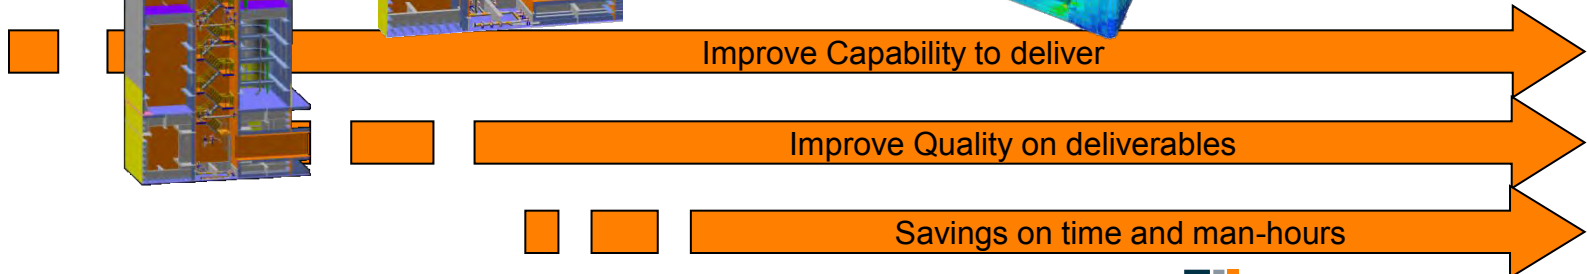 Improve Capability to deliver
Improve Quality on deliverables
Savings on time and man-hours